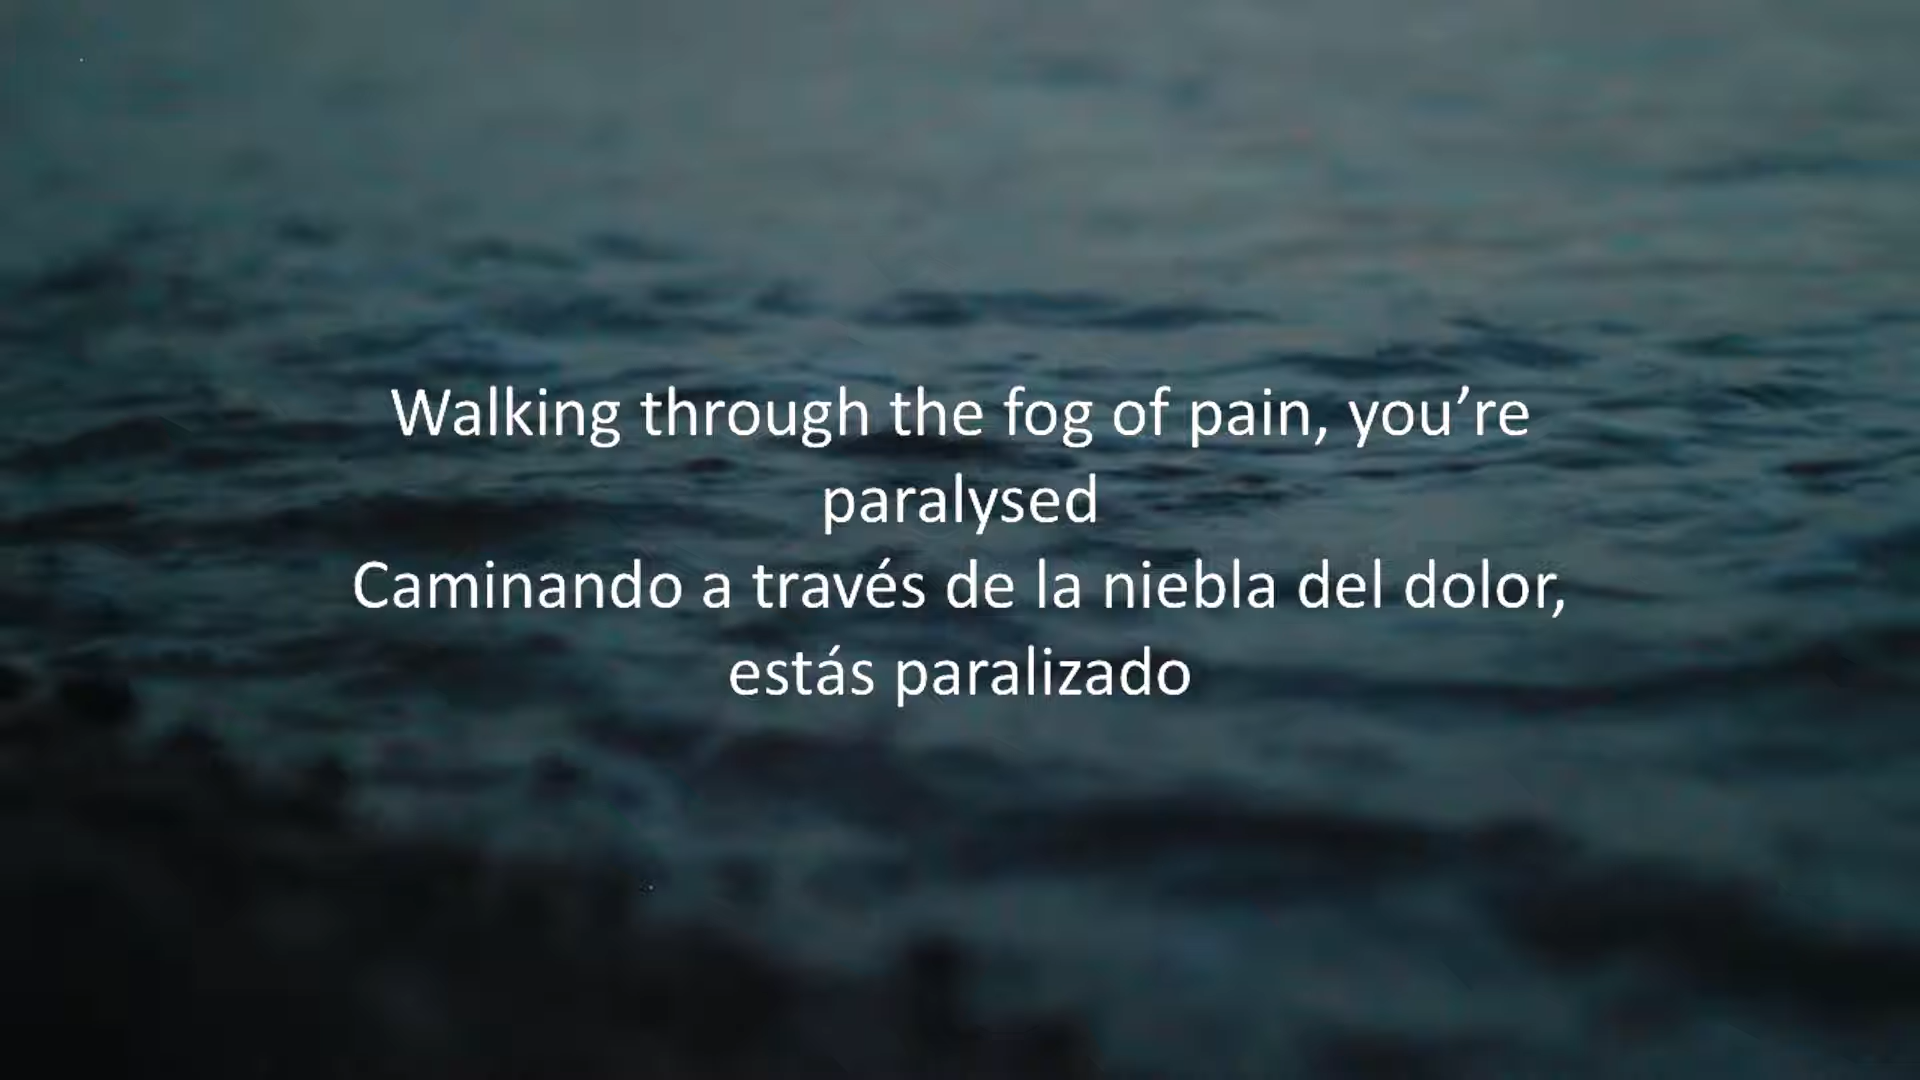 Walking through the fog of pain, you’re
paralysed
Caminando a través de la niebla del dolor,
estás paralizado